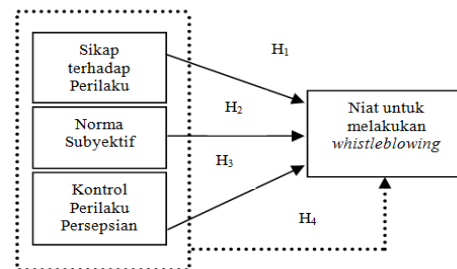 Sikap
terhadap
Perilaku
Norma
Subyektif
Kontrol
Perilaku
Persepsian
H1
H2
H3
H4
Niat untuk
melakukan
whistleblowing